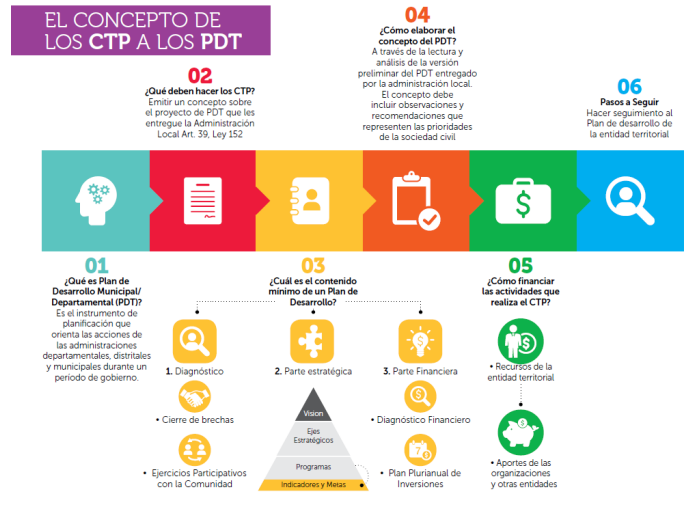 EL CONCEPTO DE
LOS CTP A LOS PDT
01
¿Qué es Plan de
Desarrollo Municipal/
Departamental (PDT)?
Es el instrumento de
planificación que
orienta las acciones de
las administraciones
departamentales, distritales
y municipales durante un
período de gobierno.
02
¿Qué deben hacer los CTP?
Emitir un concepto sobre
el proyecto de PDT que les
entregue la Administración
Local Art. 39, Ley 152
03
¿Cuál es el contenido
mínimo de un Plan de
Desarrollo?
1. Diagnóstico
• Cierre de brechas
• Ejercicios Participativos
con la Comunidad
2. Parte estratégica
Vision
Ejes
Estratégicos
Programas
Indicadores y Metas
3. Parte Financiera
• Diagnóstico Financiero
7
$
• Plan Plurianual de
Inversiones
04
¿Cómo elaborar el
concepto del PDT?
A través de la lectura y
análisis de la versión
preliminar del PDT entregado
por la administración local.
El concepto debe
incluir observaciones y
recomendaciones que
representen las prioridades
de la sociedad civil
05
¿Cómo financiar
las actividades que
realiza el CTP?
• Recursos de la
entidad territorial
• Aportes de las
organizaciones
y otras entidades
06
Pasos a Seguir
Hacer seguimiento al
Plan de desarrollo de
la entidad territorial